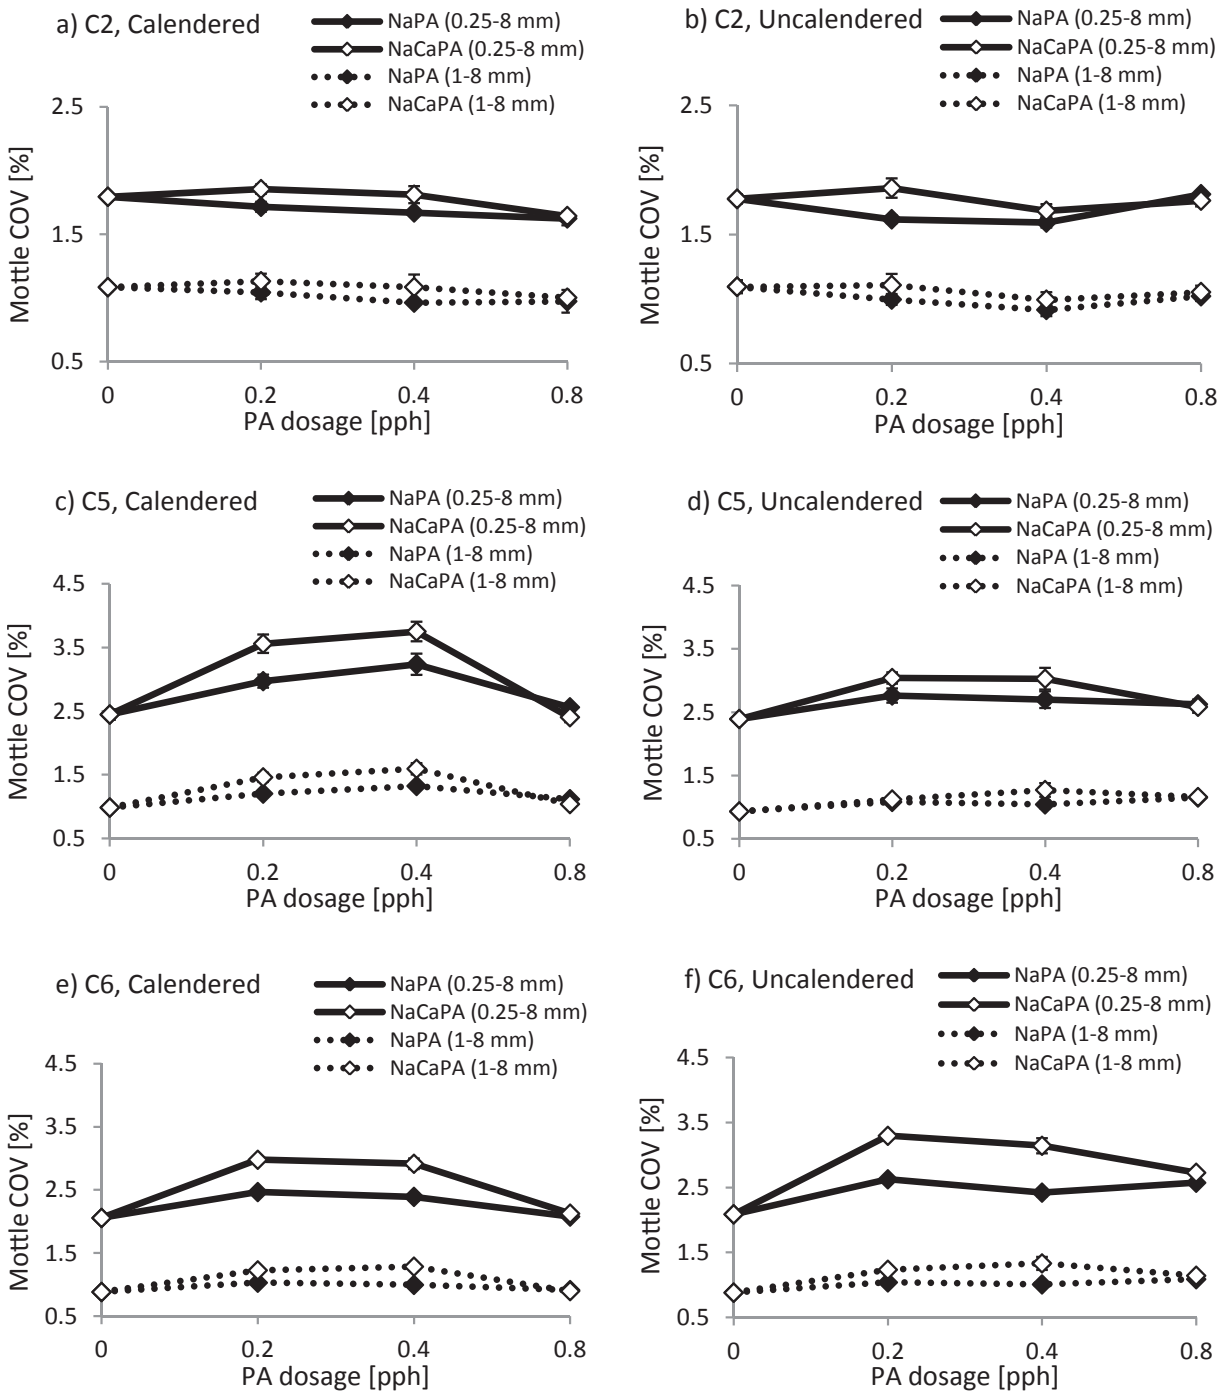 a) C2, Calendered
NaPA (0.25-8 mm)
NaCaPA (0.25-8 mm)
NaPA (1-8 mm)
NaCaPA (1-8 mm)
Mottle COV [%]
2.5
1.5
0.5
0 0.2 0.4 0.8
PA dosage [pph]
b) C2, Uncalendered
NaPA (0.25-8 mm)
NaCaPA (0.25-8 mm)
NaPA (1-8 mm)
NaCaPA (1-8 mm)
Mottle COV [%]
2.5
1.5
0.5
0 0.2 0.4 0.8
PA dosage [pph]
c) C5, Calendered
NaPA (0.25-8 mm)
NaCaPA (0.25-8 mm)
NaPA (1-8 mm)
NaCaPA (1-8 mm)
Mottle COV [%]
4.5
3.5
2.5
1.5
0.5
0 0.2 0.4 0.8
PA dosage [pph]
d) C5, Uncalendered
NaPA (0.25-8 mm)
NaCaPA (0.25-8 mm)
NaPA (1-8 mm)
NaCaPA (1-8 mm)
Mottle COV [%]
4.5
3.5
2.5
1.5
0.5
0 0.2 0.4 0.8
PA dosage [pph]
e) C6, Calendered
NaPA (0.25-8 mm)
NaCaPA (0.25-8 mm)
NaPA (1-8 mm)
NaCaPA (1-8 mm)
Mottle COV [%]
4.5
3.5
2.5
1.5
0.5
0 0.2 0.4 0.8
PA dosage [pph]
f) C6, Uncalendered
NaPA (0.25-8 mm)
NaCaPA (0.25-8 mm)
NaPA (1-8 mm)
NaCaPA (1-8 mm)
Mottle COV [%]
4.5
3.5
2.5
1.5
0.5
0 0.2 0.4 0.8
PA dosage [pph]